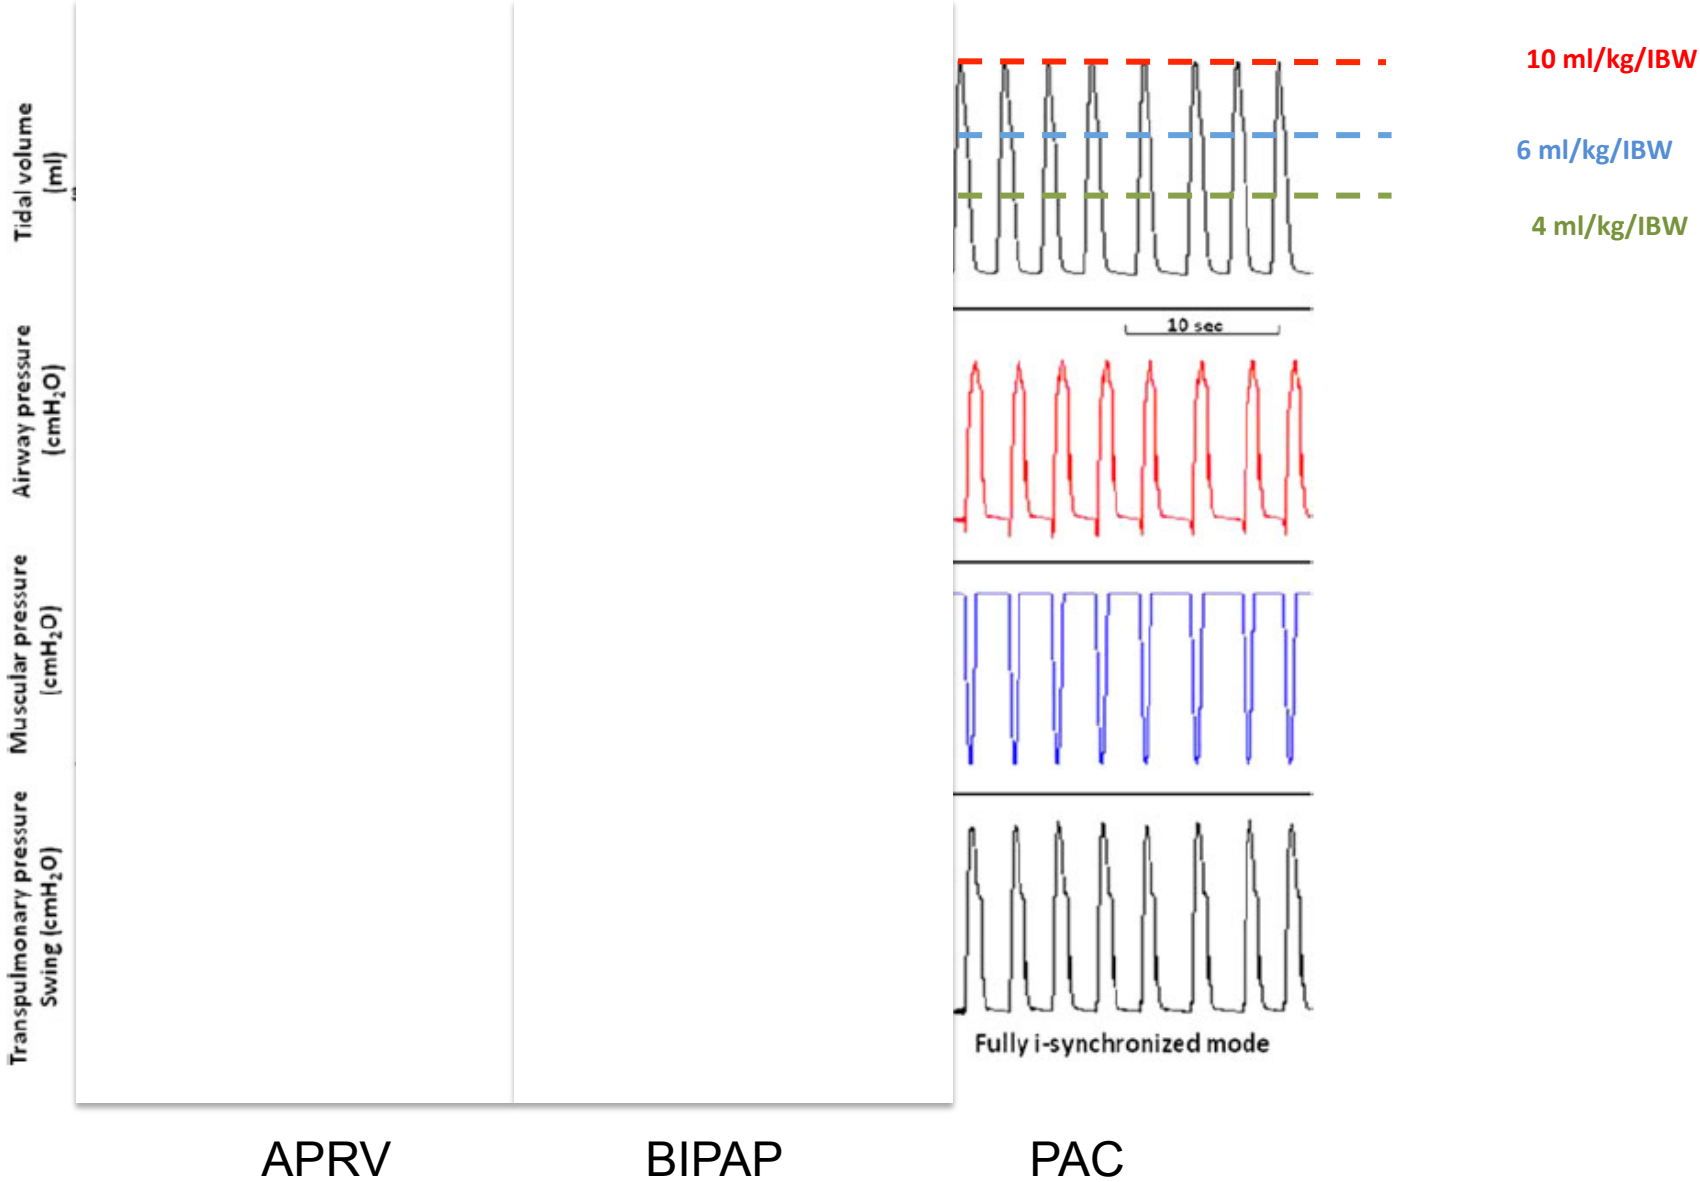 10 ml/kg/IBW
6 ml/kg/IBW
4 ml/kg/IBW
Tidal volume
(ml)
10 sec
Airway pressure
(cmH₂O)
Muscular pressure
(cmH₂O)
Transpulmonary pressure
Swing (cmH₂O)
Fully i-synchronized mode
APRV
BIPAP
PAC